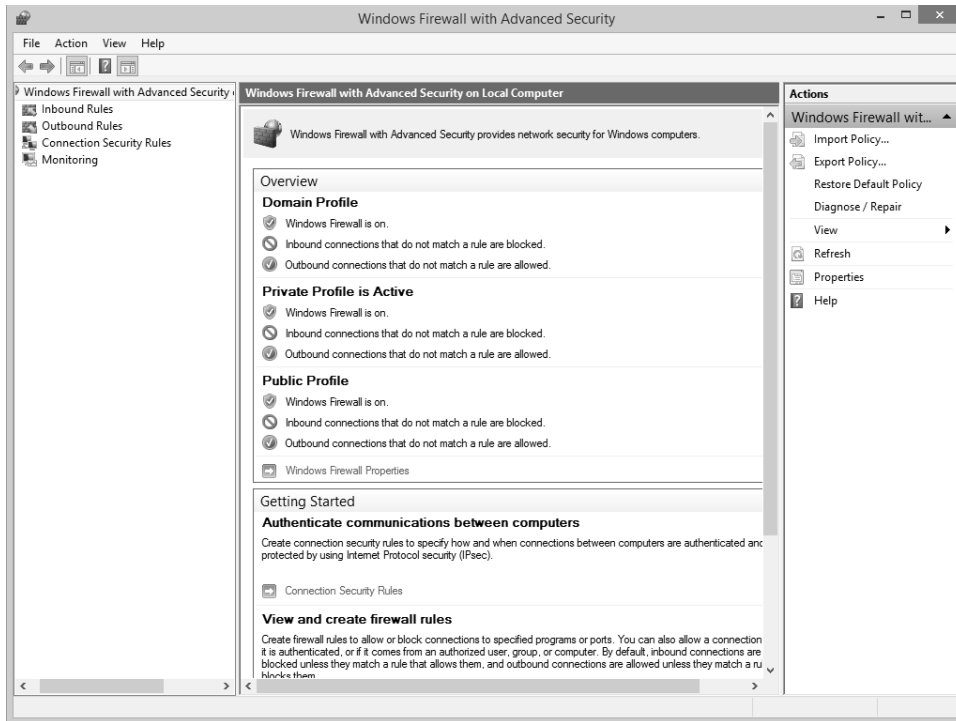 Windows Firewall with Advanced Security
File Action View Help
Windows Firewall with Advanced Security
Inbound Rules
Outbound Rules
Connection Security Rules
Monitoring
Windows Firewall with Advanced Security on Local Computer
Windows Firewall with Advanced Security provides network security for Windows computers.
Overview
Domain Profile
Windows Firewall is on.
Inbound connections that do not match a rule are blocked.
Outbound connections that do not match a rule are allowed.
Private Profile is Active
Windows Firewall is on.
Inbound connections that do not match a rule are blocked.
Outbound connections that do not match a rule are allowed.
Public Profile
Windows Firewall is on.
Inbound connections that do not match a rule are blocked.
Outbound connections that do not match a rule are allowed.
Windows Firewall Properties
Getting Started
Authenticate communications between computers
Create connection security rules to specify how and when connections between computers are authenticated and
protected by using Internet Protocol security (IPsec).
Connection Security Rules
View and create firewall rules
Create firewall rules to allow or block connections to specified programs or ports. You can also allow a connection
it is authenticated, or if it comes from an authorized user, group, or computer. By default, inbound connections are
blocked unless they match a rule that allows them, and outbound connections are allowed unless they match a ru
blocks them.
Actions
Windows Firewall wit...
Import Policy...
Export Policy...
Restore Default Policy
Diagnose / Repair
View
Refresh
Properties
Help